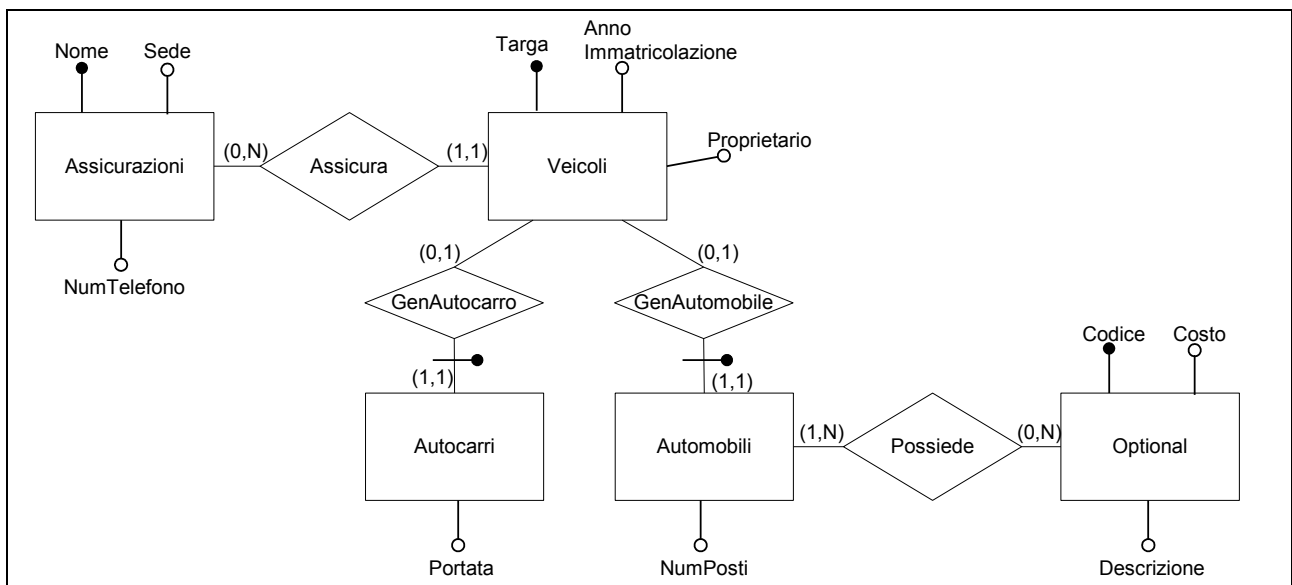 Nome
Sede
Targa
Anno
Immatricolazione
Proprietario
Assicurazioni
(0,N)
Assicura
(1,1)
Veicoli
NumTelefono
(0,1)
(0,1)
GenAutocarro
GenAutomobile
(1,1)
(1,1)
Codice
Costo
Autocarri
Automobili
(1,N)
Possiede
(0,N)
Optional
Portata
NumPosti
Descrizione